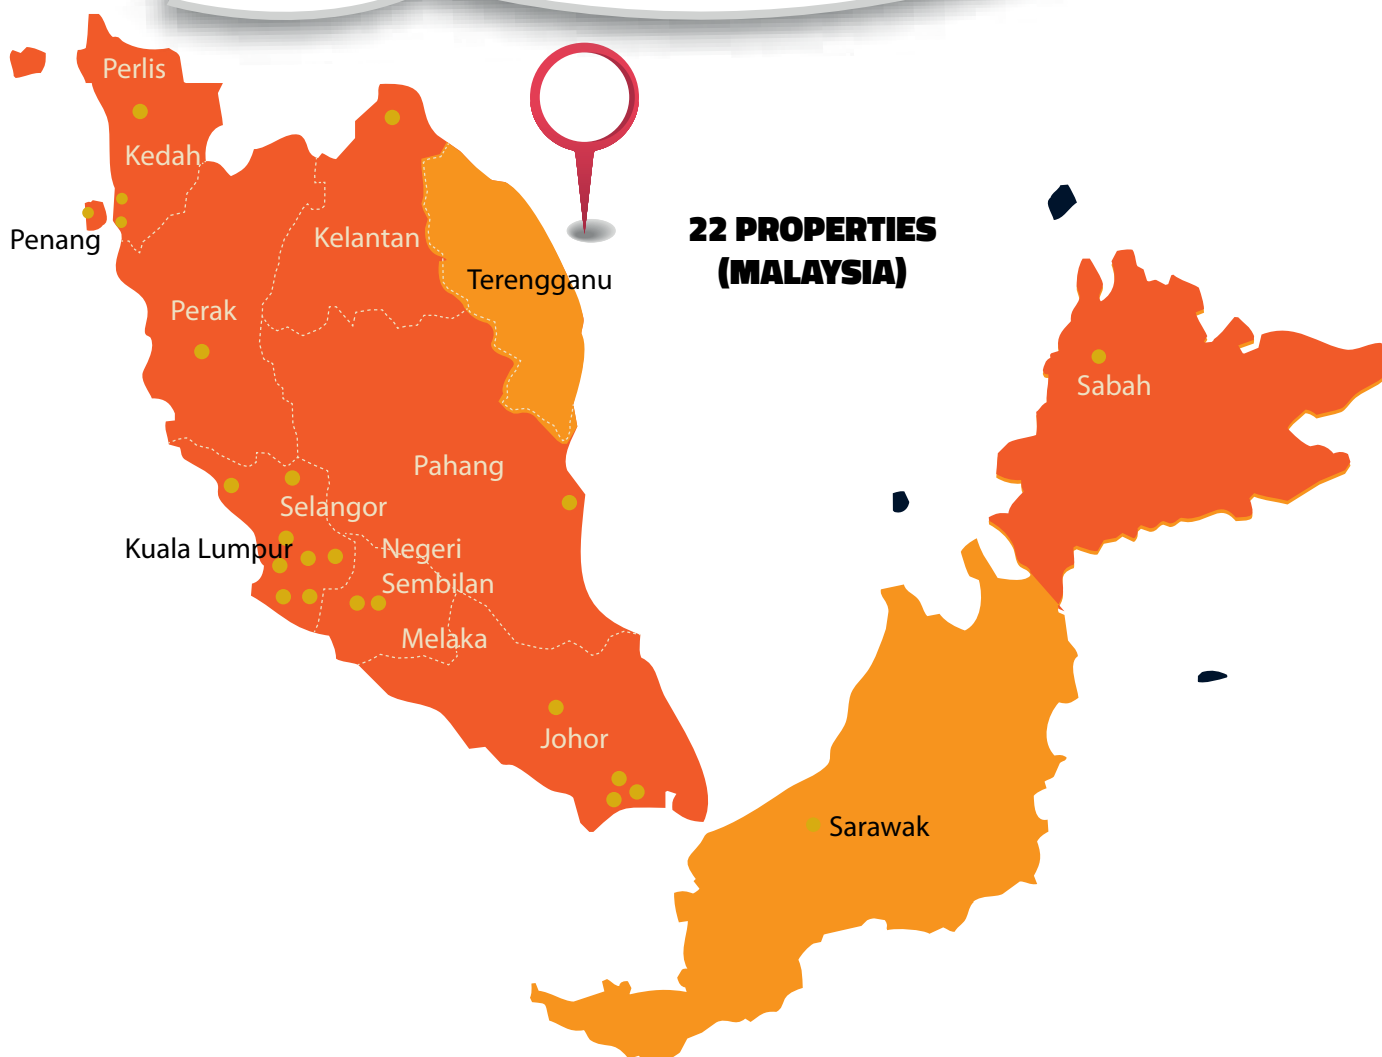 Perlis
Kedah
Penang
Kelantan
Terengganu
22 PROPERTIES
(MALAYSIA)
Perak
Sabah
Pahang
Selangor
Kuala Lumpur
Negeri
Sembilan
Melaka
Johor
Sarawak